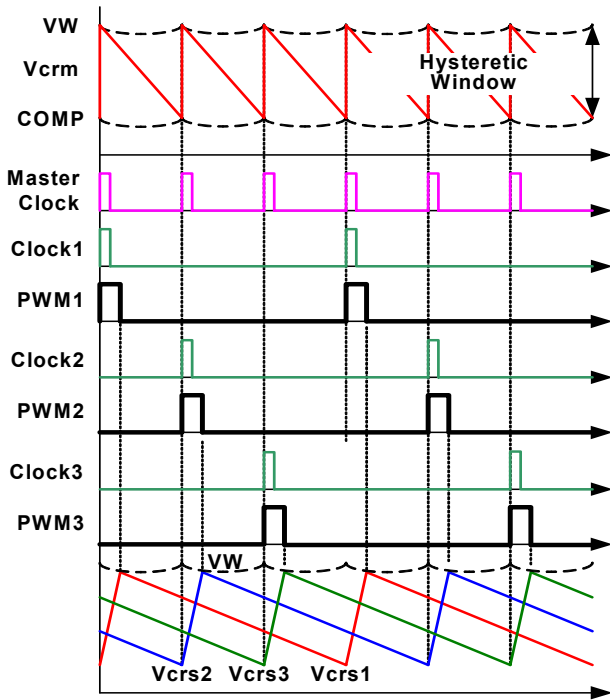 VW
Vcrm
COMP
Hysteretic
Window
Master
Clock
Clock1
PWM1
Clock2
PWM2
Clock3
PWM3
VW
Vcrs2 Vcrs3 Vcrs1